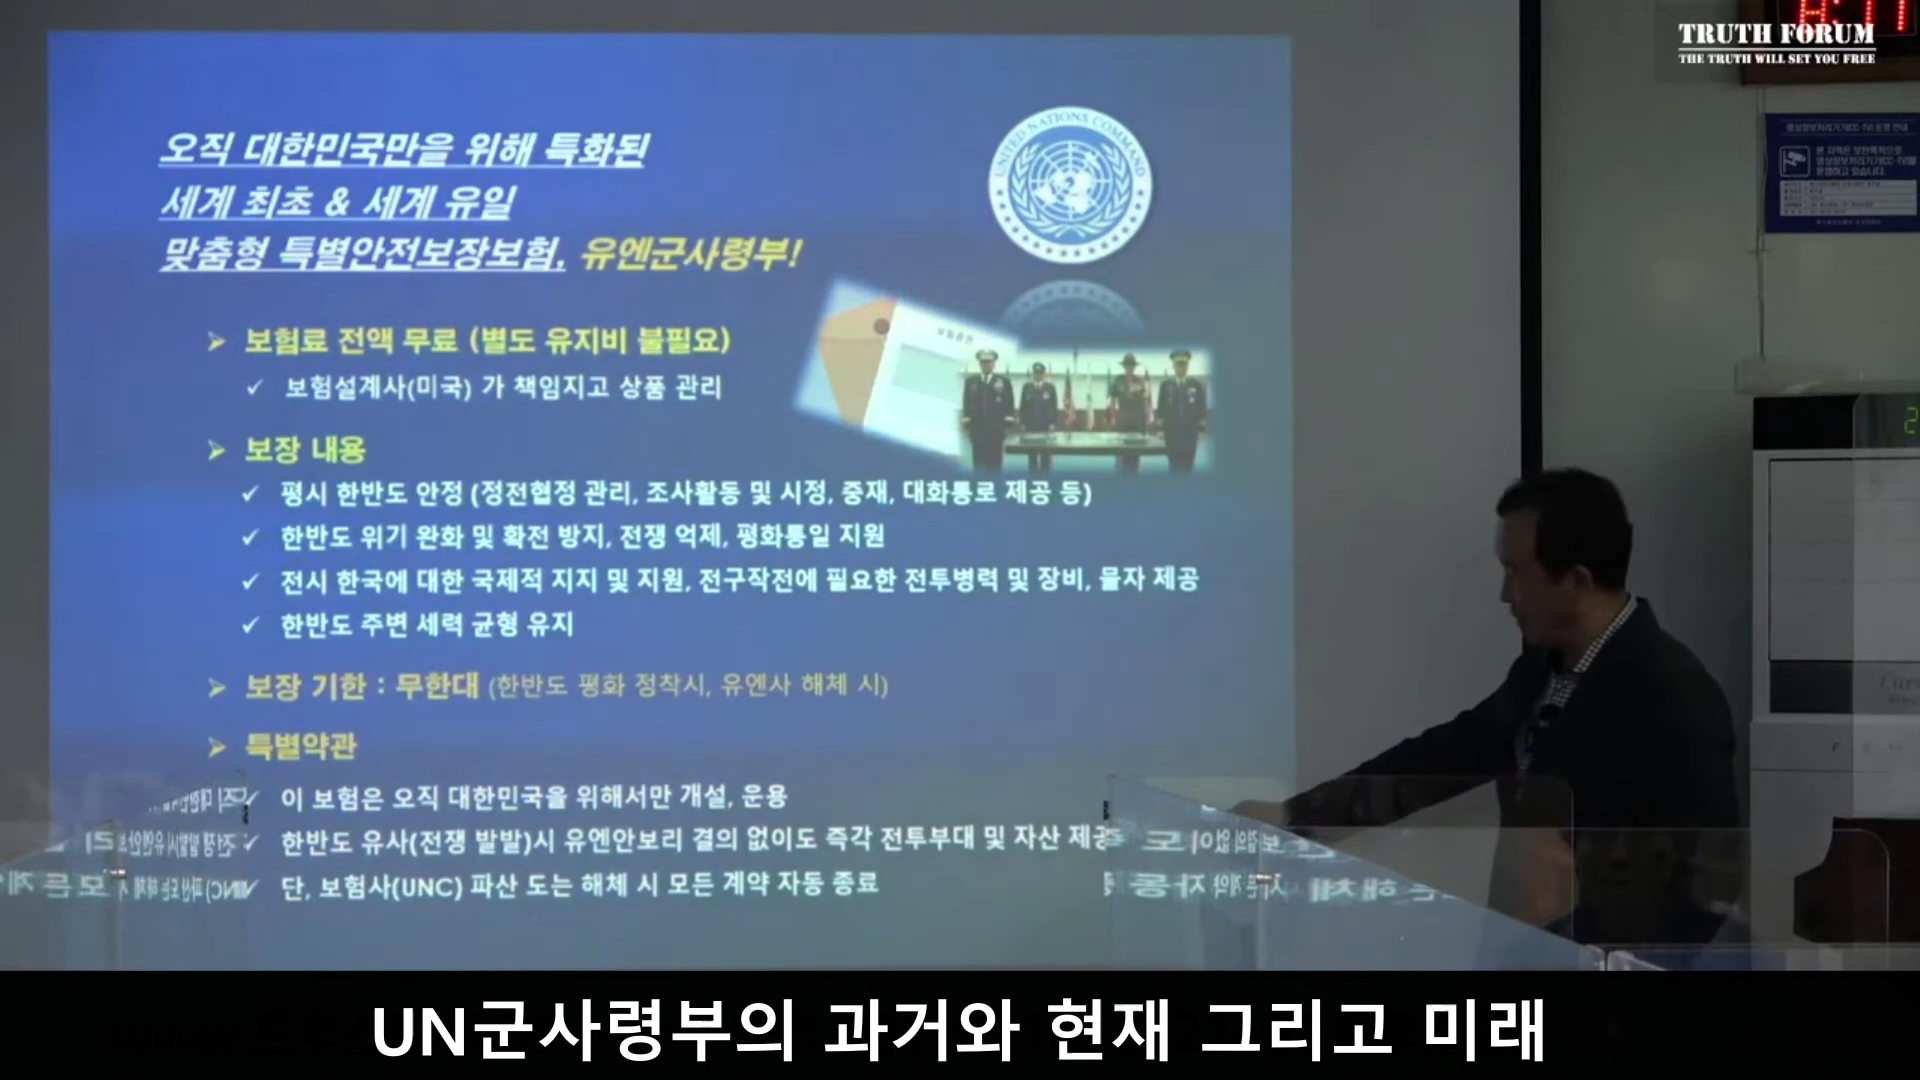 TRUTH FORUM
THE TRUTH WILL SET YOU FREE
오직 대한민국만을 위해 특화된
세계 최초 & 세계 유일
맞춤형 특별안전보장보험, 유엔군사령부!
UNITED NATIONS COMMAND
보험증권
➢ 보험료 전액 무료 (별도 유지비 불필요)
✓ 보험설계사(미국) 가 책임지고 상품 관리
➢ 보장 내용
✓ 평시 한반도 안정 (정전협정 관리, 조사활동 및 시정, 중재, 대화통로 제공 등)
✓ 한반도 위기 완화 및 확전 방지, 전쟁 억제, 평화통일 지원
✓ 전시 한국에 대한 국제적 지지 및 지원, 전구작전에 필요한 전투병력 및 장비, 물자 제공
✓ 한반도 주변 세력 균형 유지
➢ 보장 기한 : 무한대 (한반도 평화 정착시, 유엔사 해체 시)
➢ 특별약관
✓ 이 보험은 오직 대한민국을 위해서만 개설, 운용
✓ 한반도 유사(전쟁 발발)시 유엔안보리 결의 없이도 즉각 전투부대 및 자산 제공
✓ 단, 보험사(UNC) 파산 또는 해체 시 모든 계약 자동 종료
UN군사령부의 과거와 현재 그리고 미래